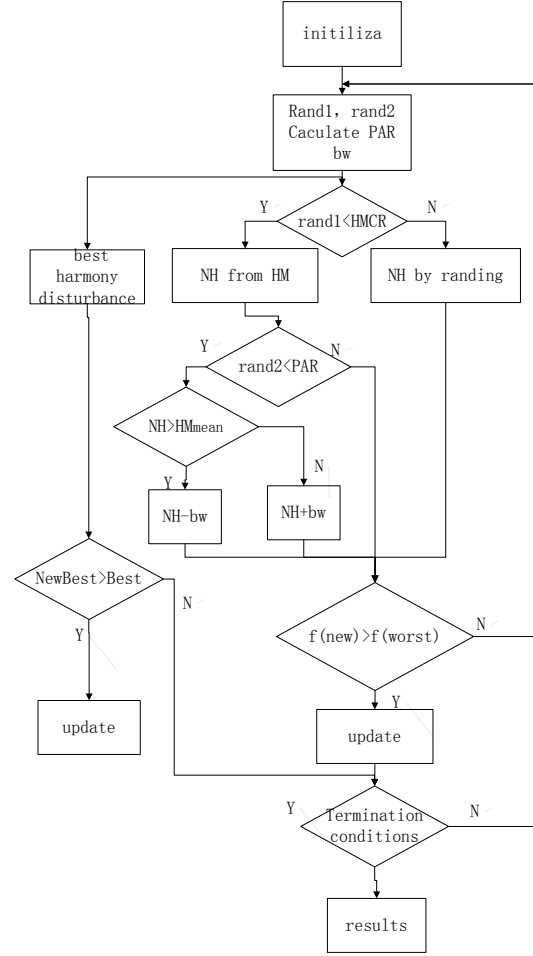 initiliza
Rand1, rand2
Caculate PAR
bw
Y
rand1<HMCR
N
best
harmony
disturbance
NH from HM
NH by randing
Y
rand2<PAR
N
NH>HMmean
Y
N
NH-bw
NH+bw
NewBest>Best
N
Y
f(new)>f(worst)
N
Y
update
update
Y
Termination
conditions
N
results